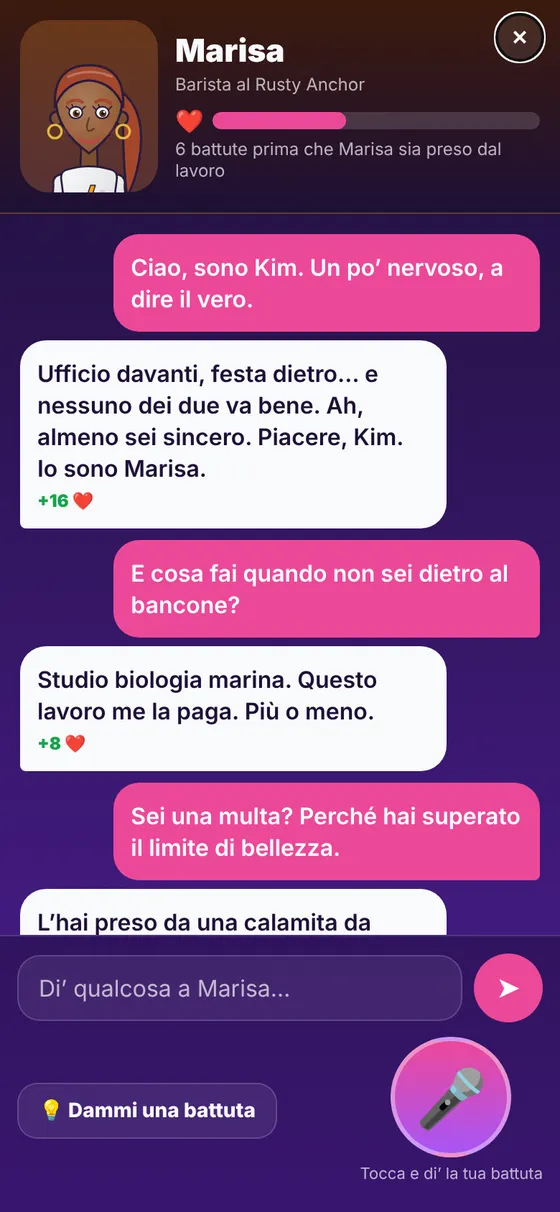 Marisa
Barista al Rusty Anchor
6 battute prima che Marisa sia preso dal
lavoro
Ciao, sono Kim. Un po’ nervoso, a
dire il vero.
Ufficio davanti, festa dietro… e
nessuno dei due va bene. Ah,
almeno sei sincero. Piacere, Kim.
Io sono Marisa.
+16
E cosa fai quando non sei dietro al
bancone?
Studio biologia marina. Questo
lavoro me la paga. Più o meno.
+8
Sei una multa? Perché hai superato
il limite di bellezza.
L’hai preso da una calamita da
Di’ qualcosa a Marisa…
Dammi una battuta
Tocca e di’ la tua battuta